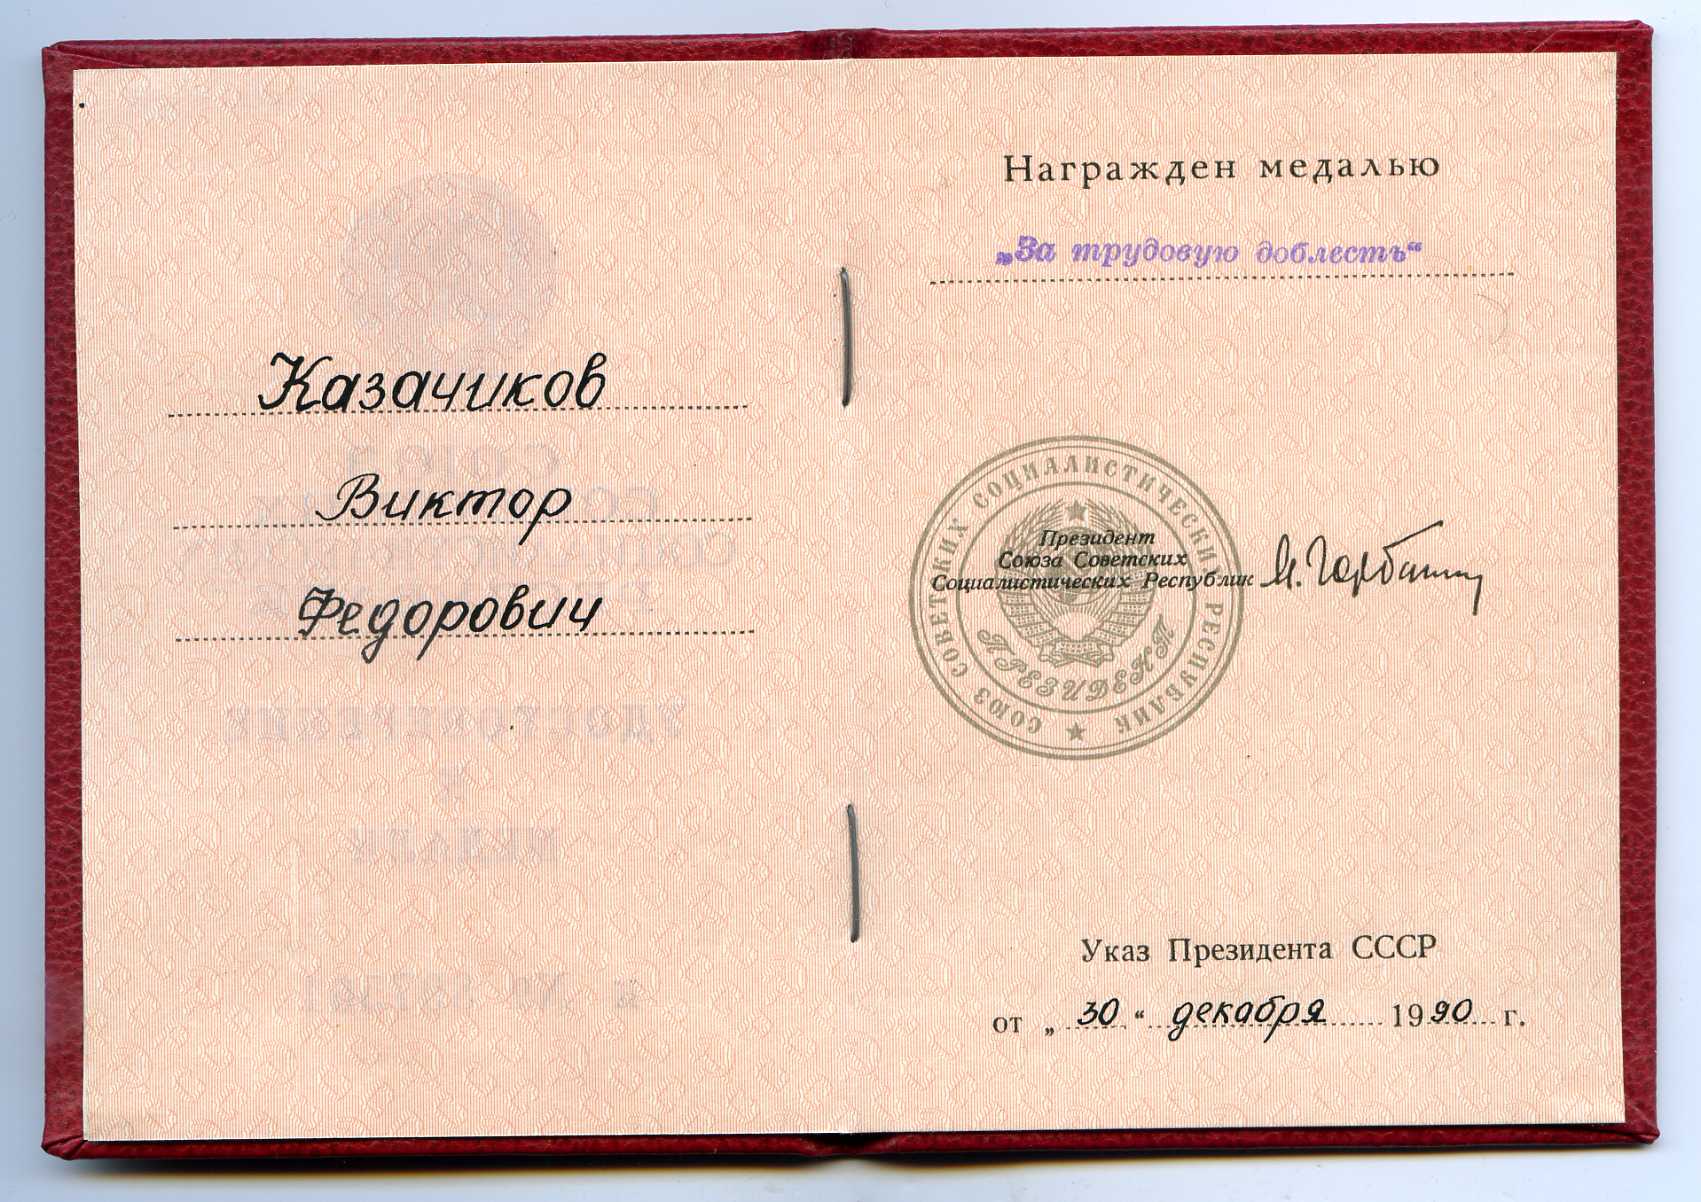 Казачиков
Виктор
Федорович
Награжден медалью
„За трудовую доблесть“
СОЮЗ СОВЕТСКИХ СОЦИАЛИСТИЧЕСКИХ РЕСПУБЛИК
ПРЕЗИДЕНТ
Президент
Союза Советских
Социалистических Республик М. Горбачев
Указ Президента СССР
от „30“ декабря 1990 г.